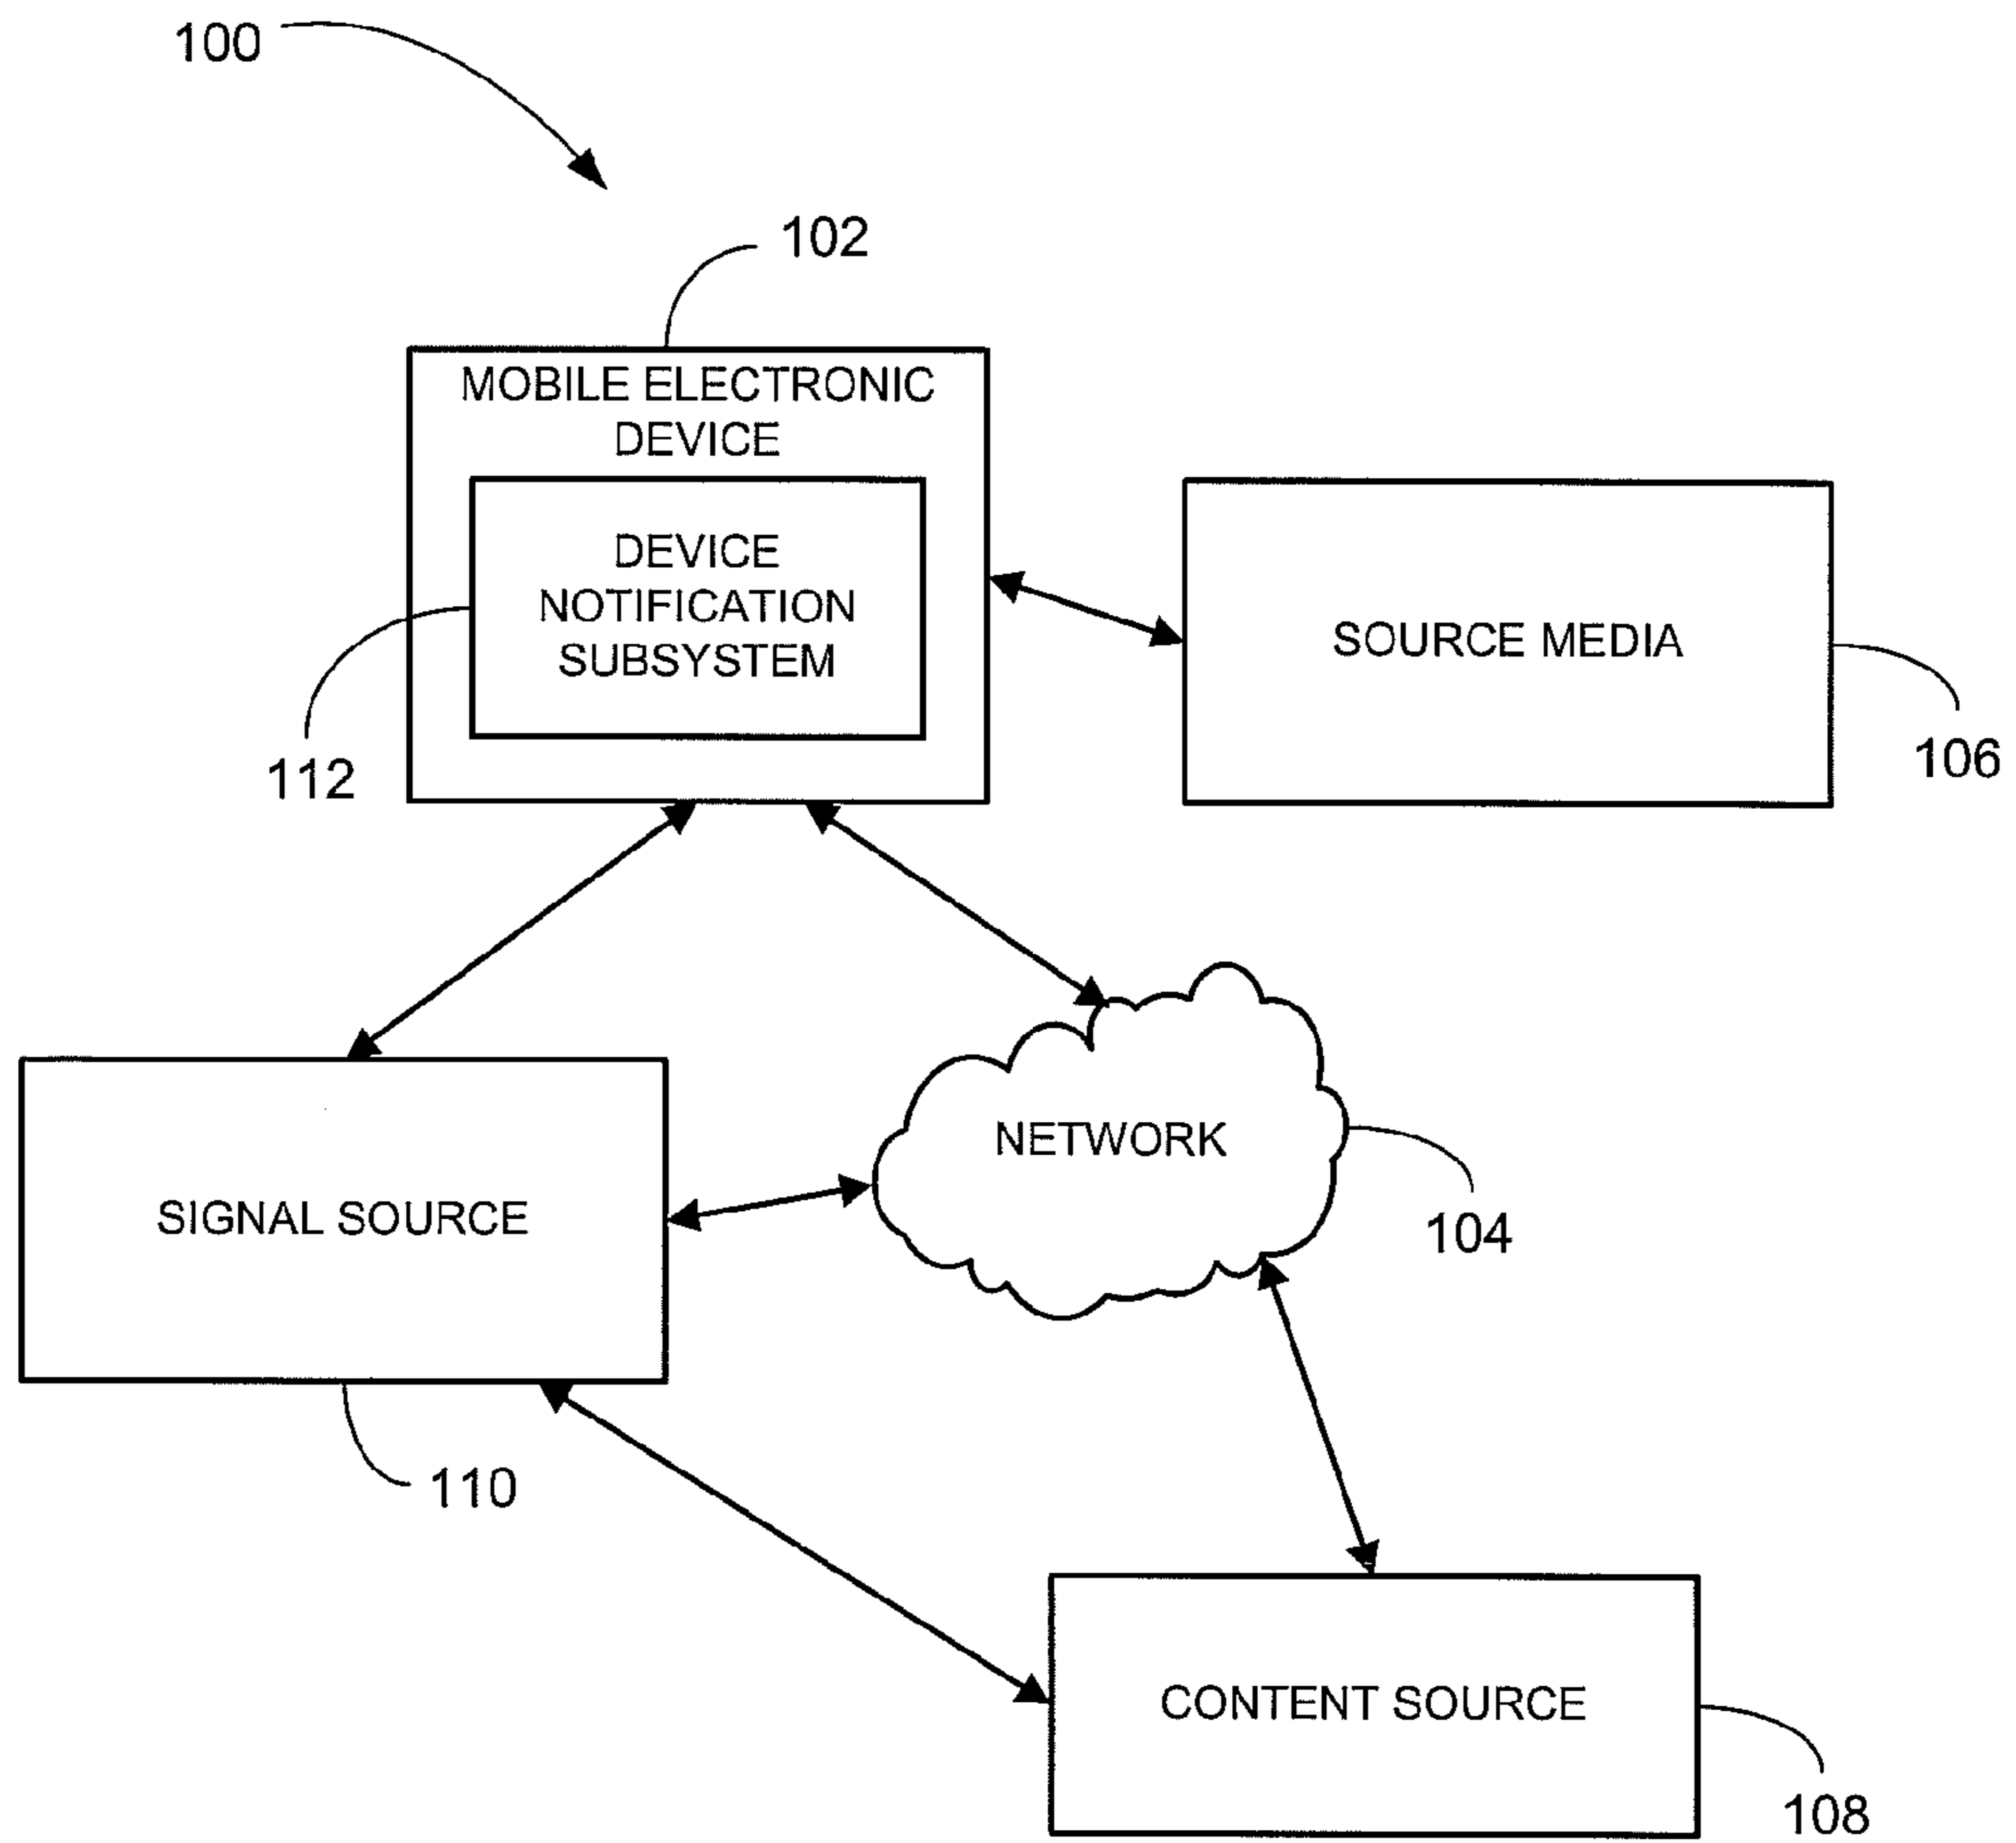 100
102
MOBILE ELECTRONIC
DEVICE
DEVICE
NOTIFICATION
SUBSYSTEM
112
SOURCE MEDIA
106
NETWORK
104
SIGNAL SOURCE
110
CONTENT SOURCE
108